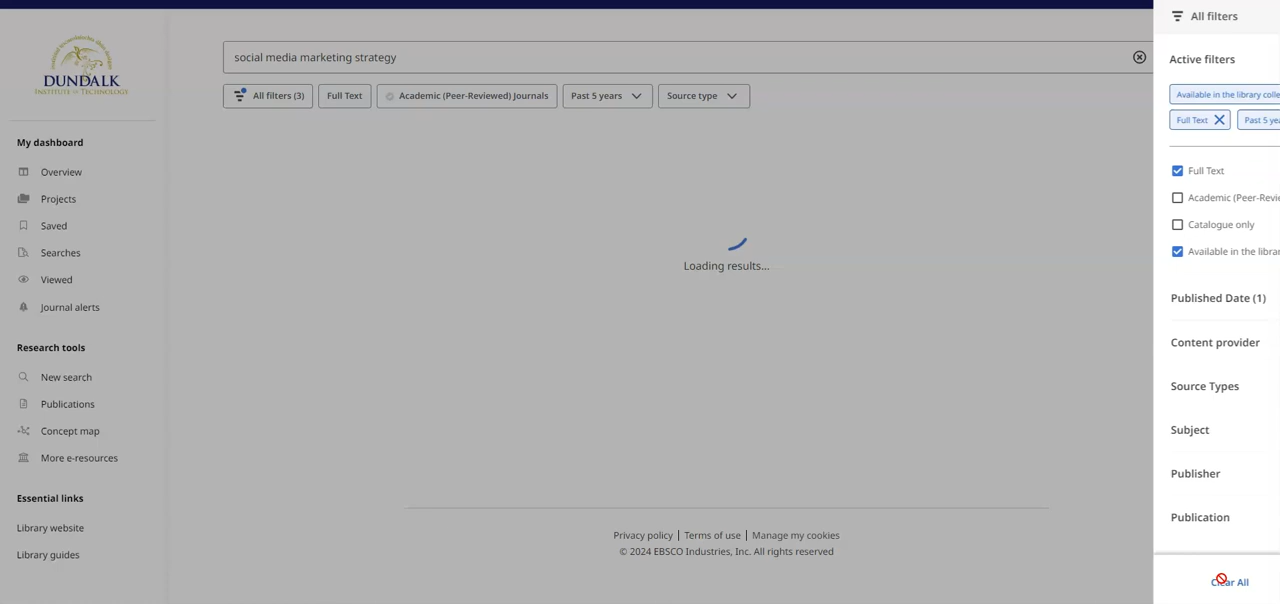 DUNDALK
INSTITUTE OF TECHNOLOGY
My dashboard
Overview
Projects
Saved
Searches
Viewed
Journal alerts
Research tools
New search
Publications
Concept map
More e-resources
Essential links
Library website
Library guides
social media marketing strategy
All filters (3)
Full Text
Academic (Peer-Reviewed) Journals
Past 5 years
Source type
Loading results...
Privacy policy | Terms of use | Manage my cookies
© 2024 EBSCO Industries, Inc. All rights reserved
All filters
Active filters
Available in the library colle
Full Text
Past 5 yea
Full Text
Academic (Peer-Revie
Catalogue only
Available in the librar
Published Date (1)
Content provider
Source Types
Subject
Publisher
Publication
Clear All